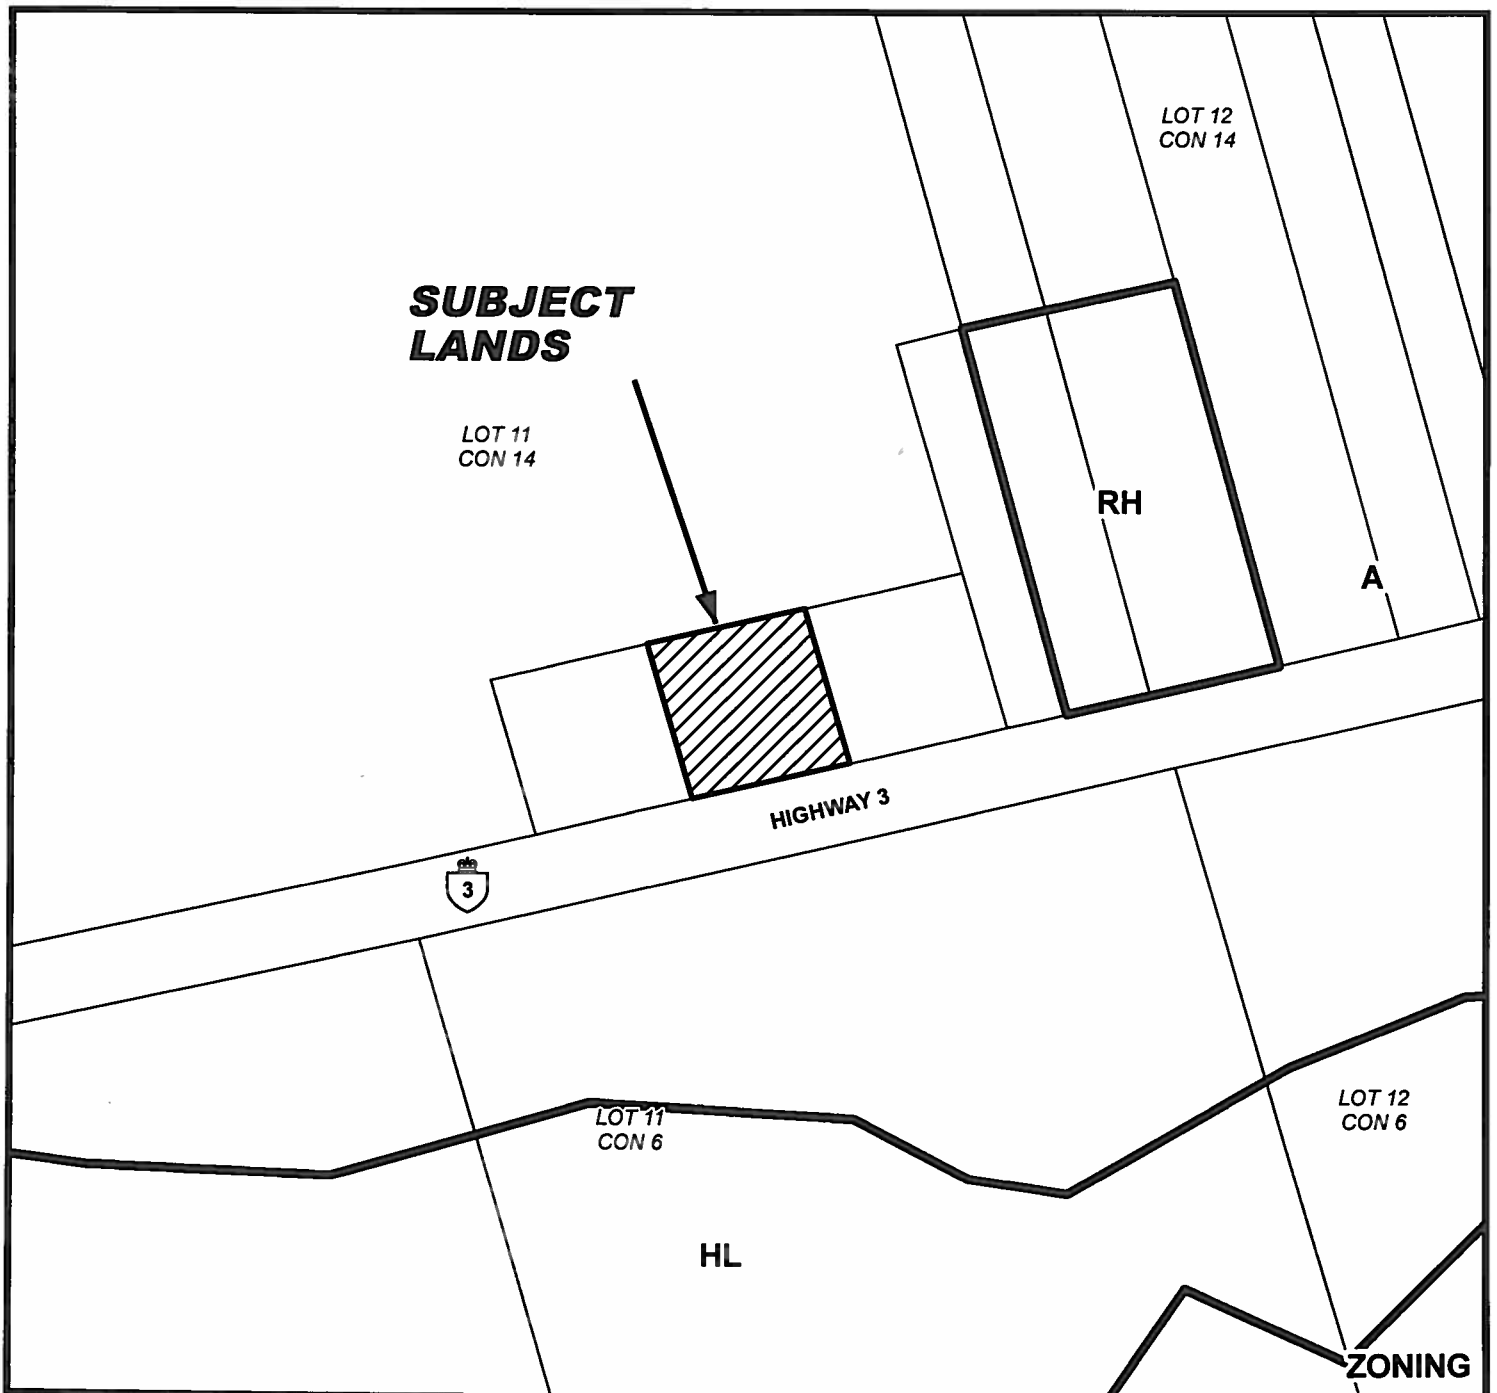 LOT 12
CON 14
SUBJECT
LANDS
LOT 11
CON 14
RH
A
HIGHWAY 3
3
LOT 11
CON 6
LOT 12
CON 6
HL
ZONING